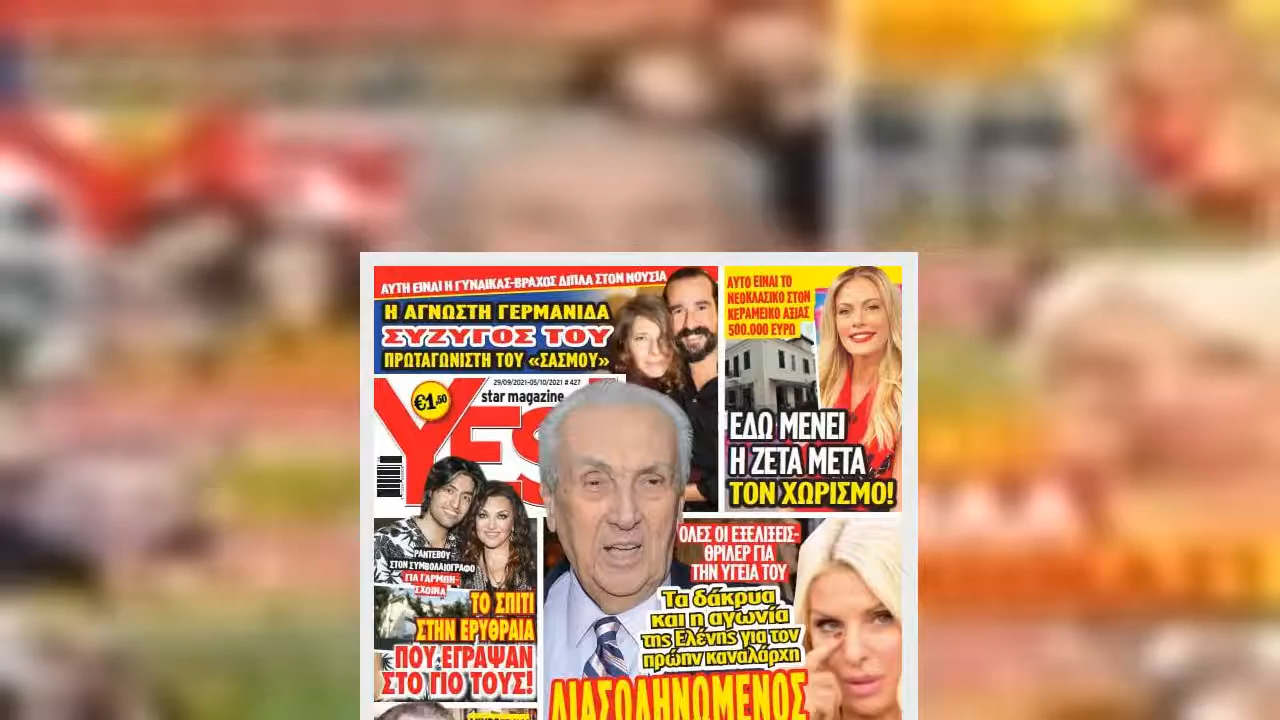 ΑΥΤΗ ΕΙΝΑΙ Η ΓΥΝΑΙΚΑ-ΒΡΑΧΟΣ ΔΙΠΛΑ ΣΤΟΝ ΝΟΥΣΙΑ
Η ΑΓΝΩΣΤΗ ΓΕΡΜΑΝΙΔΑ
ΣΥΖΥΓΟΣ ΤΟΥ
ΠΡΩΤΑΓΩΝΙΣΤΗ ΤΟΥ «ΣΑΣΜΟΥ»
ΑΥΤΟ ΕΙΝΑΙ ΤΟ
ΝΕΟΚΛΑΣΙΚΟ ΣΤΟΝ
ΚΕΡΑΜΕΙΚΟ ΑΞΙΑΣ
500.000 ΕΥΡΩ
ΕΔΩ ΜΕΝΕΙ
Η ΖΕΤΑ ΜΕΤΑ
ΤΟΝ ΧΩΡΙΣΜΟ!
29/09/2021-05/10/2021 # 427
€1,50
star magazine
YES
ΡΑΝΤΕΒΟΥ
ΣΤΟΝ ΣΥΜΒΟΛΑΙΟΓΡΑΦΟ
ΓΙΑ ΓΑΡΜΠΗ-
ΣΧΟΙΝΑ
ΤΟ ΣΠΙΤΙ
ΣΤΗΝ ΕΡΥΘΡΑΙΑ
ΠΟΥ ΕΓΡΑΨΑΝ
ΣΤΟ ΓΙΟ ΤΟΥΣ!
ΟΛΕΣ ΟΙ ΕΞΕΛΙΞΕΙΣ-
ΘΡΙΛΕΡ ΓΙΑ
ΤΗΝ ΥΓΕΙΑ ΤΟΥ
Τα δάκρυα
και η αγωνία
της Ελένης για τον
πρώην καναλάρχη
ΔΙΑΣΩΛΗΝΩΜΕΝΟΣ